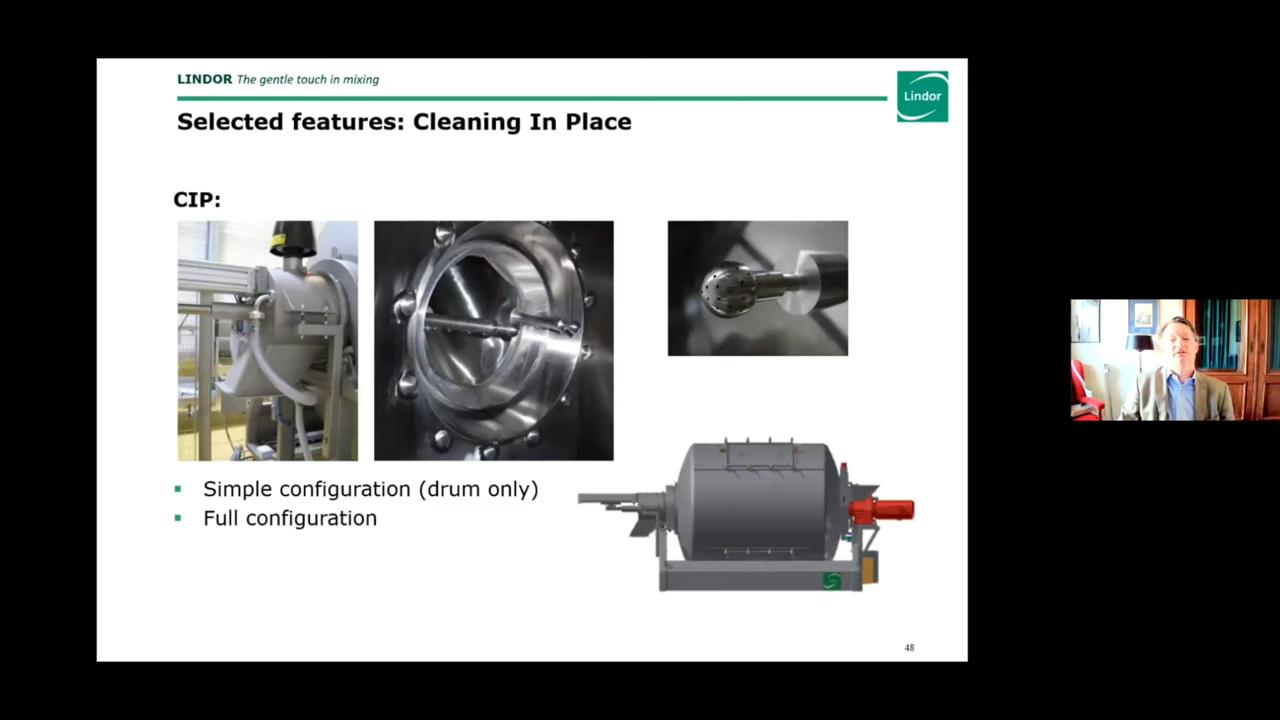 LINDOR The gentle touch in mixing
Lindor
Selected features: Cleaning In Place
CIP:
▪ Simple configuration (drum only)
▪ Full configuration
48